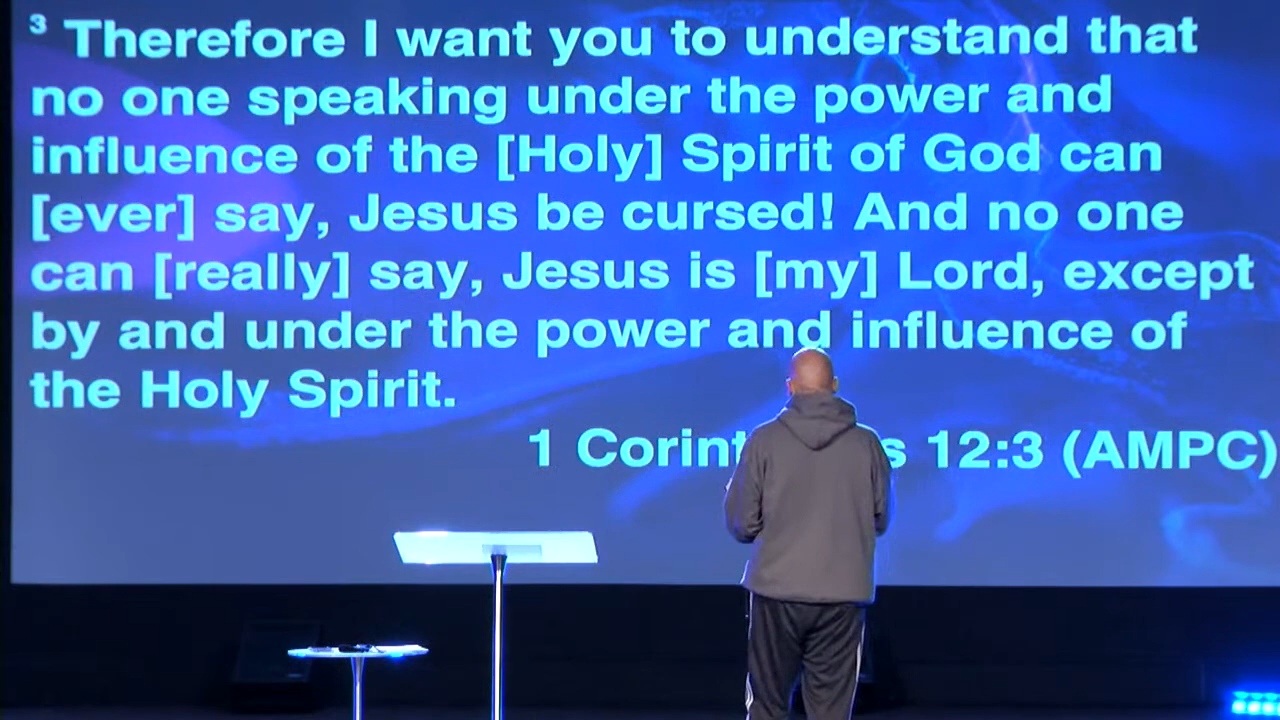 3 Therefore I want you to understand that
no one speaking under the power and
influence of the [Holy] Spirit of God can
[ever] say, Jesus be cursed! And no one
can [really] say, Jesus is [my] Lord, except
by and under the power and influence of
the Holy Spirit.
1 12:3 (AMPC)